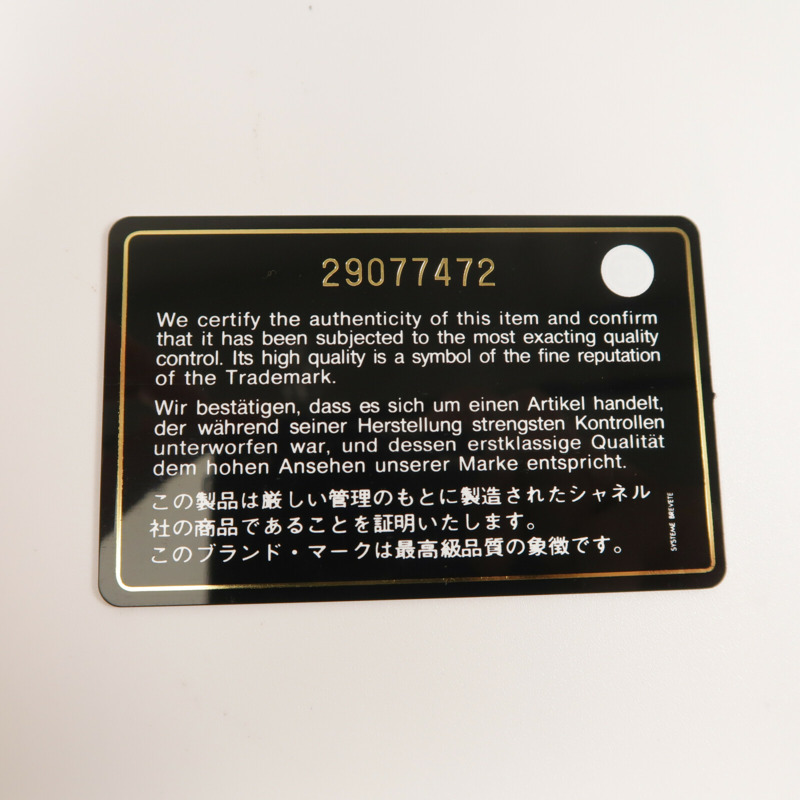 29077472
We certify the authenticity of this item and confirm
that it has been subjected to the most exacting quality
control. Its high quality is a symbol of the fine reputation
of the Trademark.
Wir bestätigen, dass es sich um einen Artikel handelt,
der während seiner Herstellung strengsten Kontrollen
unterworfen war, und dessen erstklassige Qualität
dem hohen Ansehen unserer Marke entspricht.
この製品は厳しい管理のもとに製造されたシャネル
社の商品であることを証明いたします。
このブランド・マークは最高級品質の象徴です。
SYSTEME BREVETE